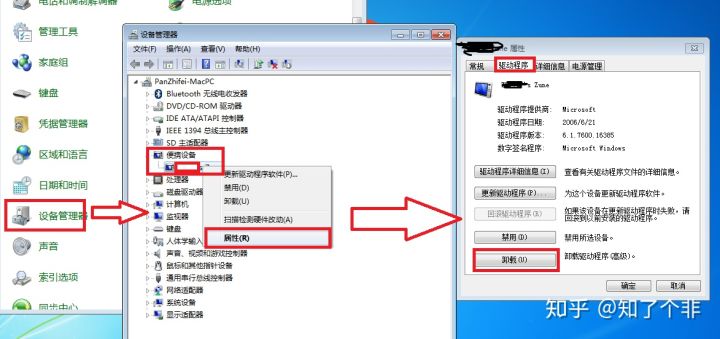 电话和调制解调器
电源选项
管理工具
家庭组
键盘
凭据管理器
区域和语言
日期和时间
设备管理器
声音
索引选项
同步中心
设备管理器
文件(F) 操作(A) 查看(V) 帮助(H)
PanZhifei-MacPC
Bluetooth 无线电收发器
DVD/CD-ROM 驱动器
IDE ATA/ATAPI 控制器
IEEE 1394 总线主控制器
SD 主适配器
便携设备
处理器
磁盘驱动器
计算机
监视器
键盘
人体学输入
声音、视频和游戏控制器
鼠标和其他指针设备
通用串行总线控制器
网络适配器
系统设备
显示适配器
更新驱动程序软件(P)...
禁用(D)
卸载(U)
扫描检测硬件改动(A)
属性(R)
属性
常规 驱动程序 详细信息 电源管理
's Zune
驱动程序提供商: Microsoft
驱动程序日期: 2006/6/21
驱动程序版本: 6.1.7600.16385
数字签名程序: Microsoft Windows
驱动程序详细信息(I) 查看有关驱动程序文件的详细信息。
更新驱动程序(P)... 为这个设备更新驱动程序软件。
回滚驱动程序(R) 如果该设备在更新驱动程序时失败，请
回滚到以前安装的驱动程序。
禁用(D) 禁用所选设备。
卸载(U) 卸载驱动程序(高级)。
确定 取消
知乎 @知了个非